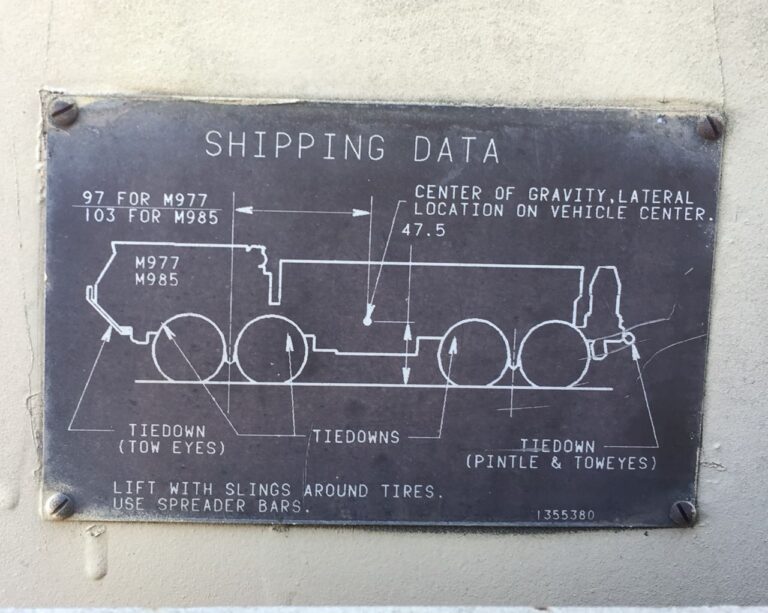 SHIPPING DATA
97 FOR M977
103 FOR M985
CENTER OF GRAVITY, LATERAL
LOCATION ON VEHICLE CENTER.
47.5
M977
M985
TIEDOWN
(TOW EYES)
TIEDOWNS
TIEDOWN
(PINTLE & TOWEYES)
LIFT WITH SLINGS AROUND TIRES.
USE SPREADER BARS.
1355380